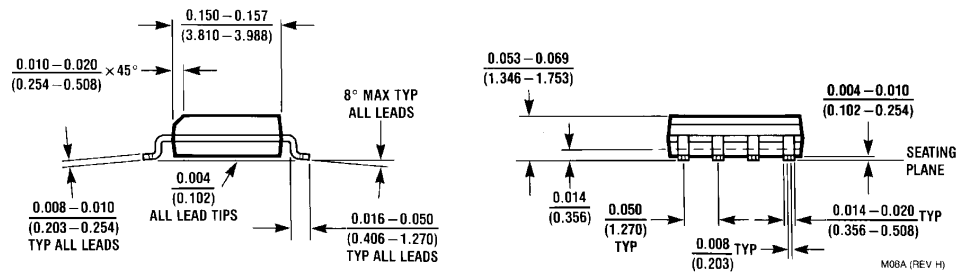 0.150 – 0.157
(3.810 – 3.988)
0.010 – 0.020 × 45°
(0.254 – 0.508)
8° MAX TYP
ALL LEADS
0.004
(0.102)
ALL LEAD TIPS
0.008 – 0.010
(0.203 – 0.254)
TYP ALL LEADS
0.016 – 0.050
(0.406 – 1.270)
TYP ALL LEADS
0.053 – 0.069
(1.346 – 1.753)
0.004 – 0.010
(0.102 – 0.254)
SEATING
PLANE
0.014
(0.356)
0.050
(1.270)
TYP
0.008 TYP
(0.203)
0.014 – 0.020 TYP
(0.356 – 0.508)
M08A (REV H)